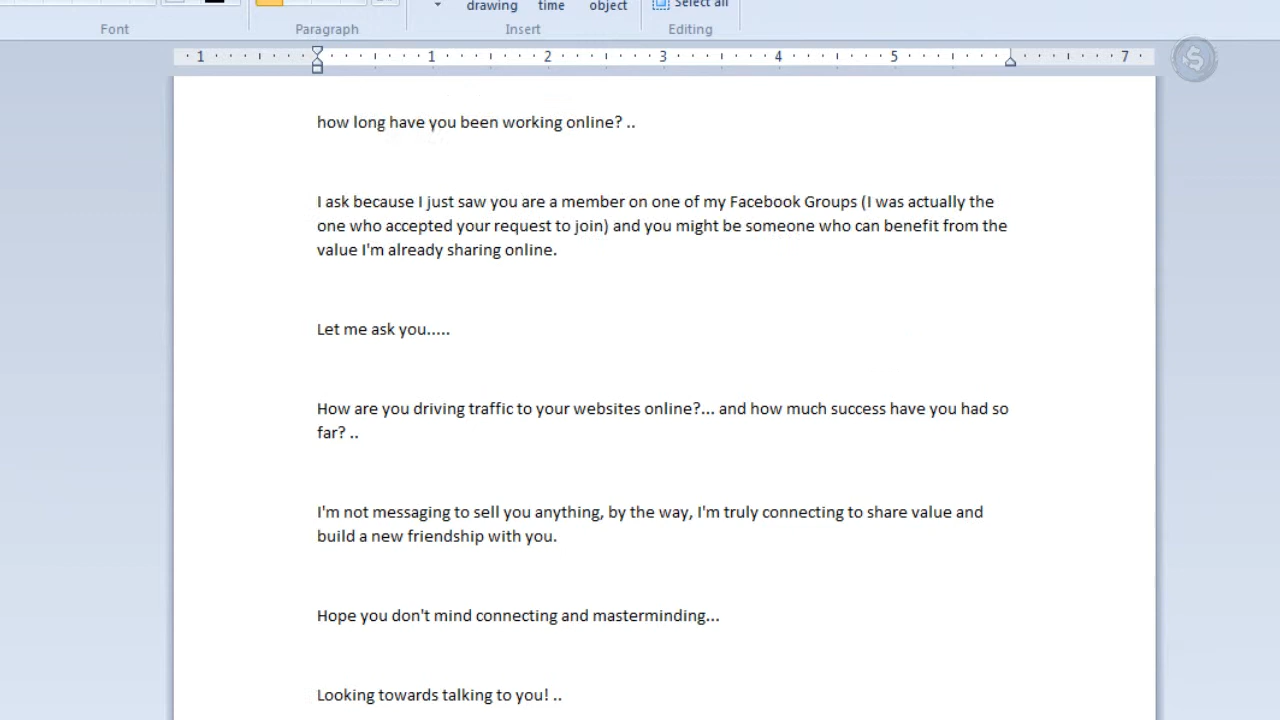 drawing time object Select all
Font Paragraph Insert Editing
1 1 2 3 4 5 7
how long have you been working online? ..
I ask because I just saw you are a member on one of my Facebook Groups (I was actually the
one who accepted your request to join) and you might be someone who can benefit from the
value I'm already sharing online.
Let me ask you.....
How are you driving traffic to your websites online?... and how much success have you had so
far? ..
I'm not messaging to sell you anything, by the way, I'm truly connecting to share value and
build a new friendship with you.
Hope you don't mind connecting and masterminding...
Looking towards talking to you! ..